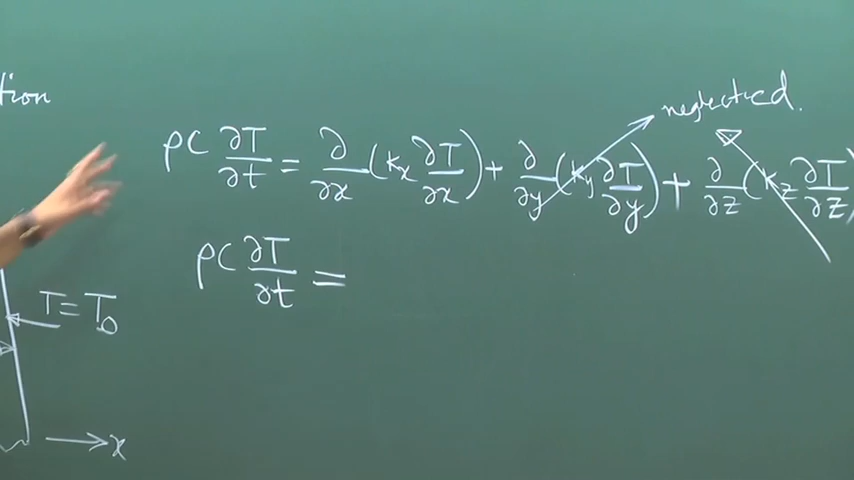 tion
neglected.
ρC ∂T/∂t = ∂/∂x (Kx ∂T/∂x) + ∂/∂y (Ky ∂T/∂y) + ∂/∂z (Kz ∂T/∂z)
ρC ∂T/∂t =
T = T0
x